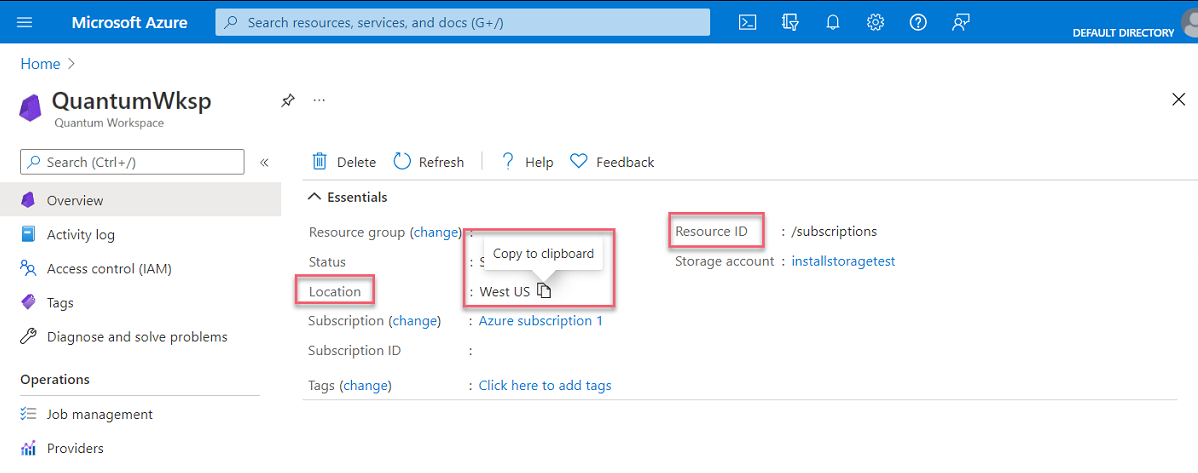 Microsoft Azure
Search resources, services, and docs (G+/)
DEFAULT DIRECTORY
Home >
QuantumWksp
Quantum Workspace
Search (Ctrl+/)
«
Delete
Refresh
Help
Feedback
Overview
Activity log
Access control (IAM)
Tags
Diagnose and solve problems
Operations
Job management
Providers
Essentials
Resource group (change) :
Status :
Copy to clipboard
Location : West US
Subscription (change) : Azure subscription 1
Subscription ID :
Tags (change) : Click here to add tags
Resource ID : /subscriptions
Storage account : installstoragetest